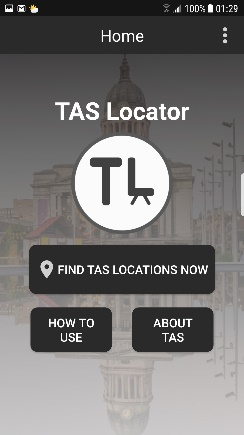 100% 01:29
Home
TAS Locator
TL
FIND TAS LOCATIONS NOW
HOW TO
USE
ABOUT
TAS